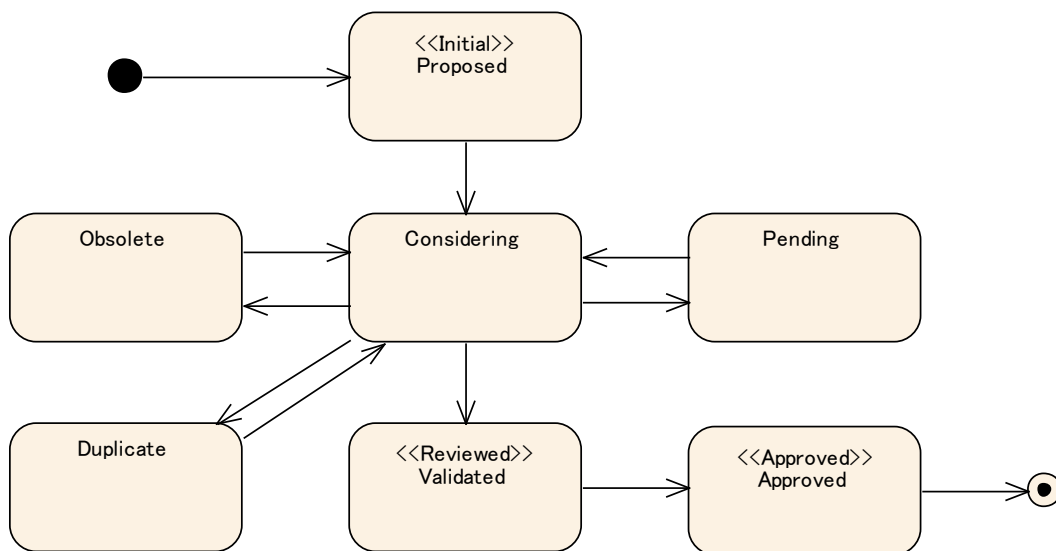 <<Initial>>
Proposed
Obsolete
Considering
Pending
Duplicate
<<Reviewed>>
Validated
<<Approved>>
Approved